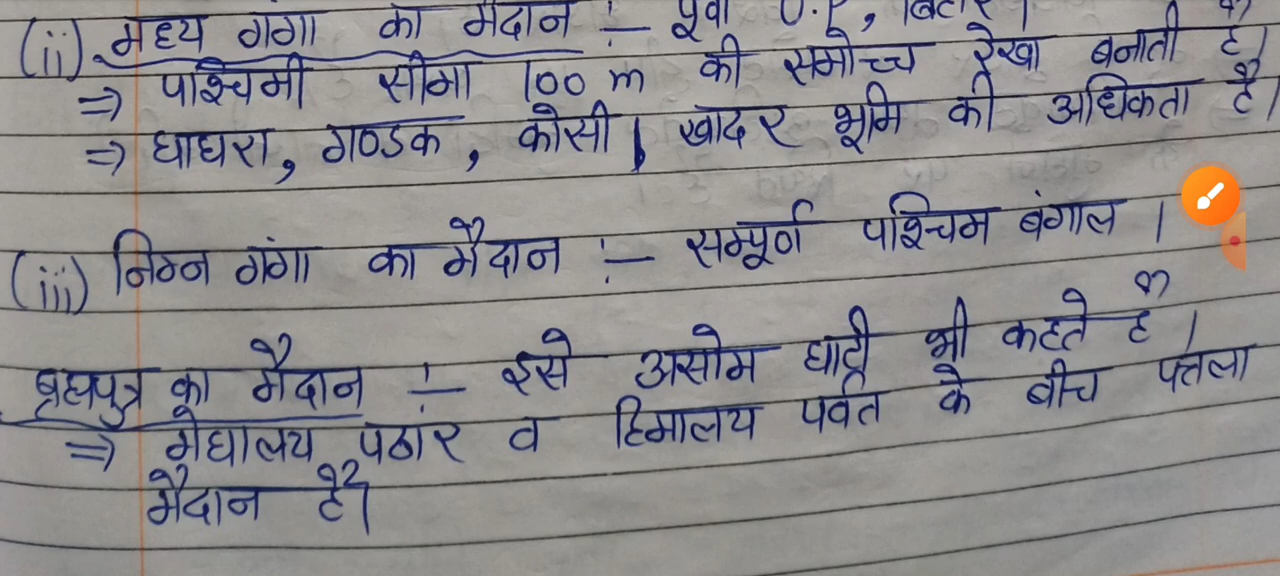 (ii) मध्य गंगा का मैदान :- पूर्वी U.P, बिहार।
⇒ पश्चिमी सीमा 100 m की समोच्च रेखा बनाती है।
⇒ घाघरा, गण्डक, कोसी। खादर भूमि की अधिकता है।
(iii) निम्न गंगा का मैदान :- सम्पूर्ण पश्चिम बंगाल।
ब्रह्मपुत्र का मैदान :- इसे असोम घाटी भी कहते है।
⇒ मेघालय पठार व हिमालय पर्वत के बीच पतला
मैदान है।